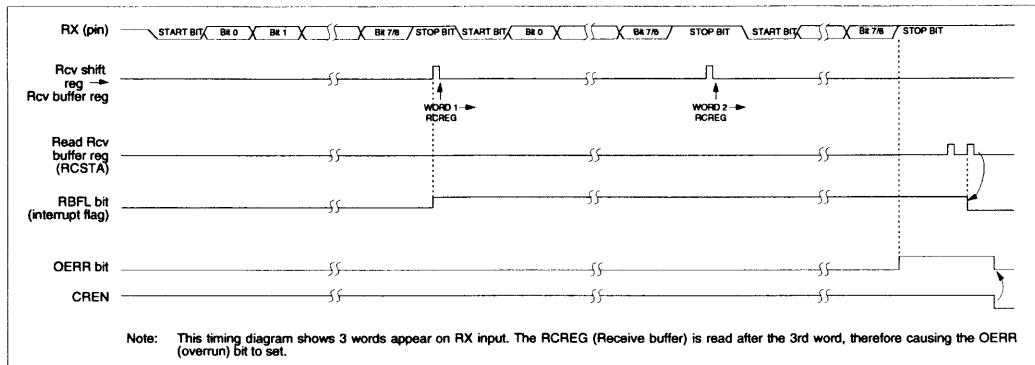 RX (pin) START BIT Bit 0 Bit 1 Bit 7/8 STOP BIT START BIT Bit 0 Bit 7/8 STOP BIT START BIT Bit 7/8 STOP BIT
Rcv shift
reg
Rcv buffer reg
WORD 1
RCREG
WORD 2
RCREG
Read Rcv
buffer reg
(RCSTA)
RBFL bit
(interrupt flag)
OERR bit
CREN
Note: This timing diagram shows 3 words appear on RX input. The RCREG (Receive buffer) is read after the 3rd word, therefore causing the OERR
(overrun) bit to set.